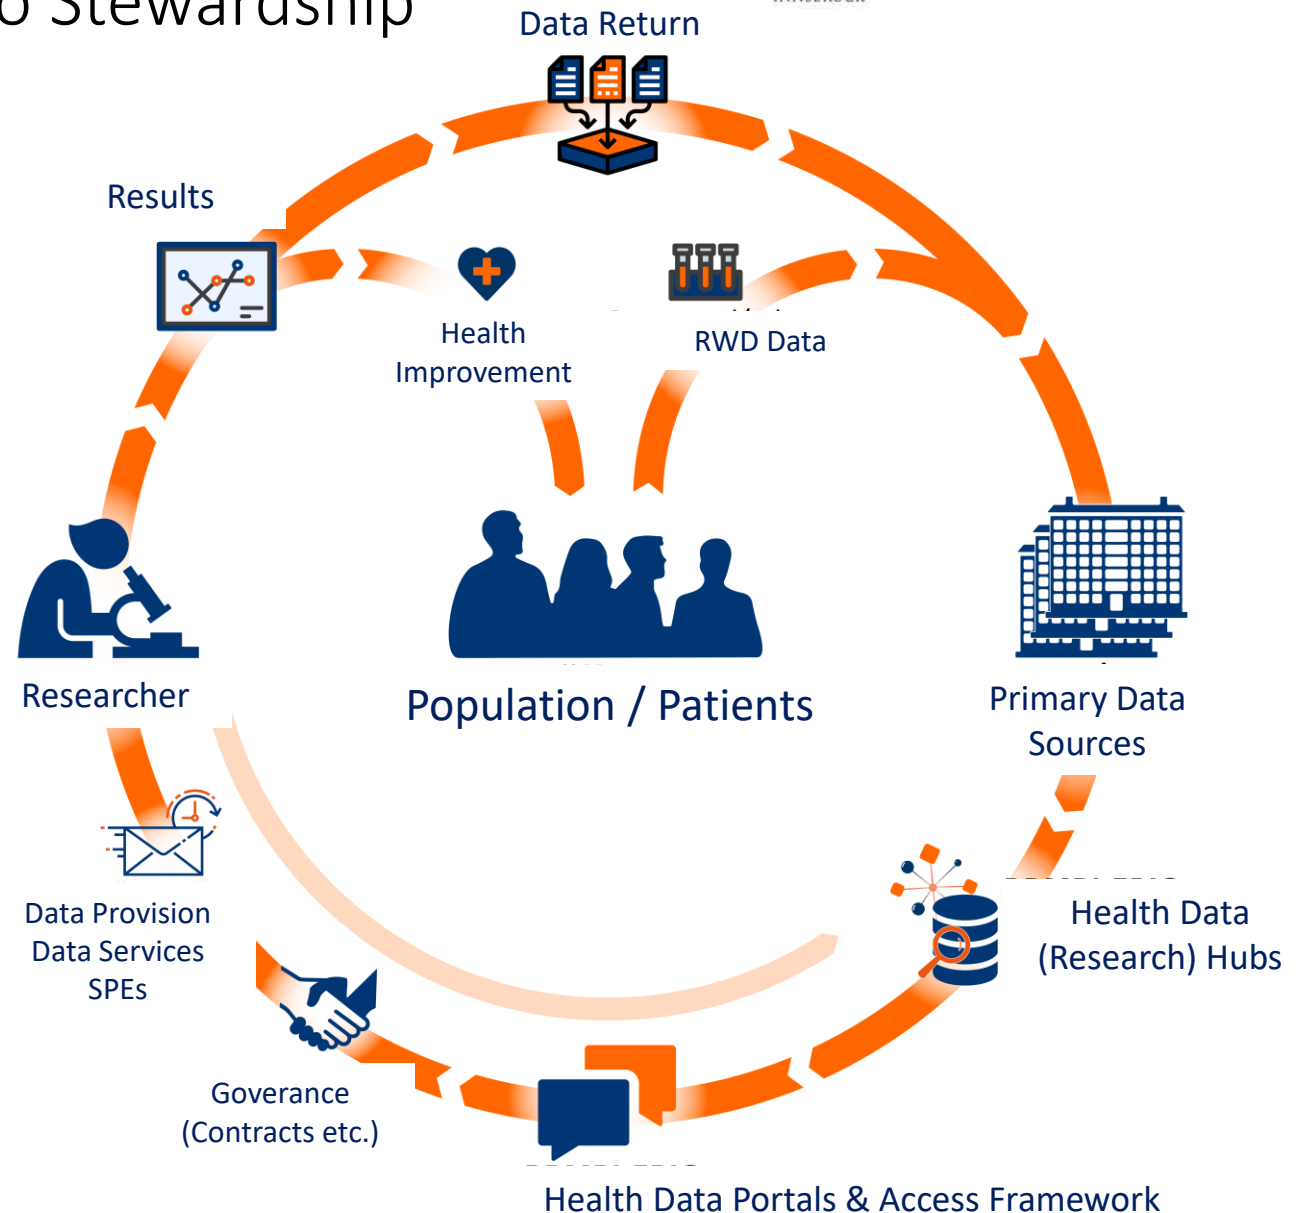 o Stewardship
Data Return
Results
Health
Improvement
RWD Data
Researcher
Population / Patients
Primary Data
Sources
Data Provision
Data Services
SPEs
Health Data
(Research) Hubs
Goverance
(Contracts etc.)
Health Data Portals & Access Framework